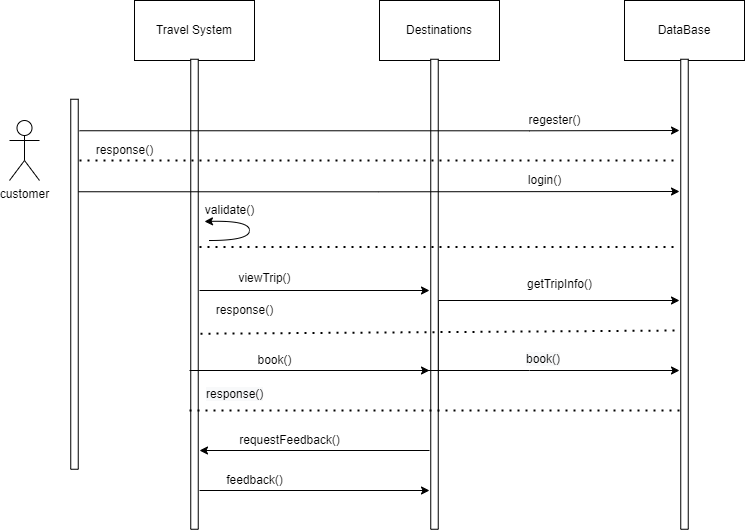 Travel System
Destinations
DataBase
regester()
response()
login()
customer
validate()
viewTrip()
getTripInfo()
response()
book()
book()
response()
requestFeedback()
feedback()